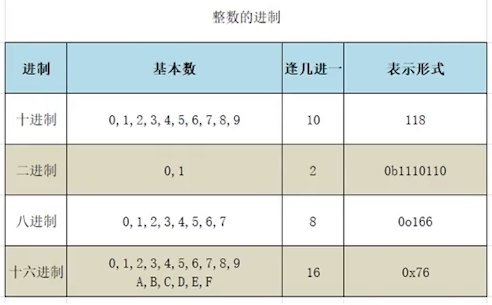 整数的进制
进制 基本数 逢几进一 表示形式
十进制 0,1,2,3,4,5,6,7,8,9 10 118
二进制 0,1 2 0b1110110
八进制 0,1,2,3,4,5,6,7 8 0o166
十六进制 0,1,2,3,4,5,6,7,8,9 16 0x76
A,B,C,D,E,F